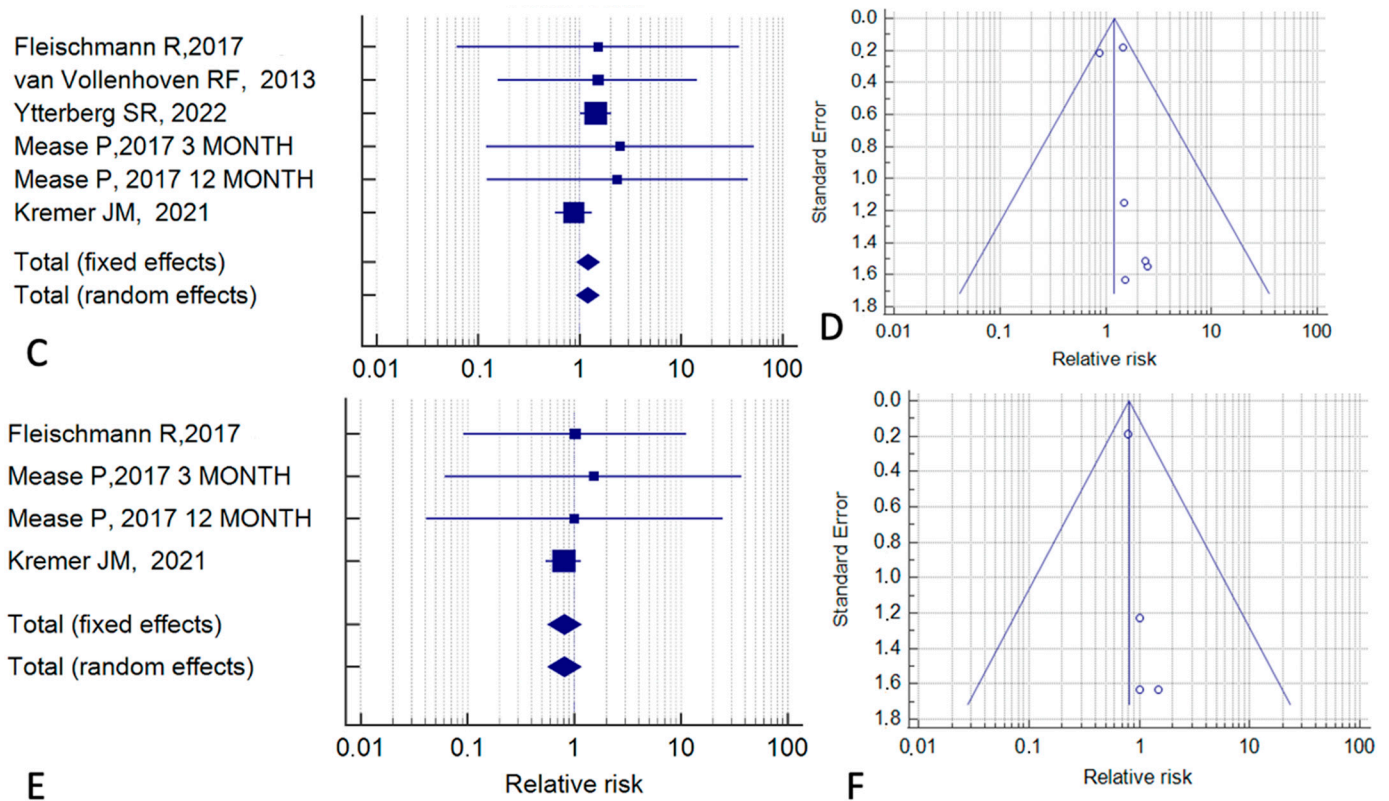 Fleischmann R,2017
van Vollenhoven RF, 2013
Ytterberg SR, 2022
Mease P,2017 3 MONTH
Mease P, 2017 12 MONTH
Kremer JM, 2021
Total (fixed effects)
Total (random effects)
C
0.01 0.1 1 10 100
0.0
0.2
0.4
0.6
0.8
1.0
1.2
1.4
1.6
1.8
Standard Error
0.01 0.1 1 10 100
Relative risk
D
Fleischmann R,2017
Mease P,2017 3 MONTH
Mease P, 2017 12 MONTH
Kremer JM, 2021
Total (fixed effects)
Total (random effects)
0.01 0.1 1 10 100
Relative risk
E
0.0
0.2
0.4
0.6
0.8
1.0
1.2
1.4
1.6
1.8
Standard Error
0.01 0.1 1 10 100
Relative risk
F